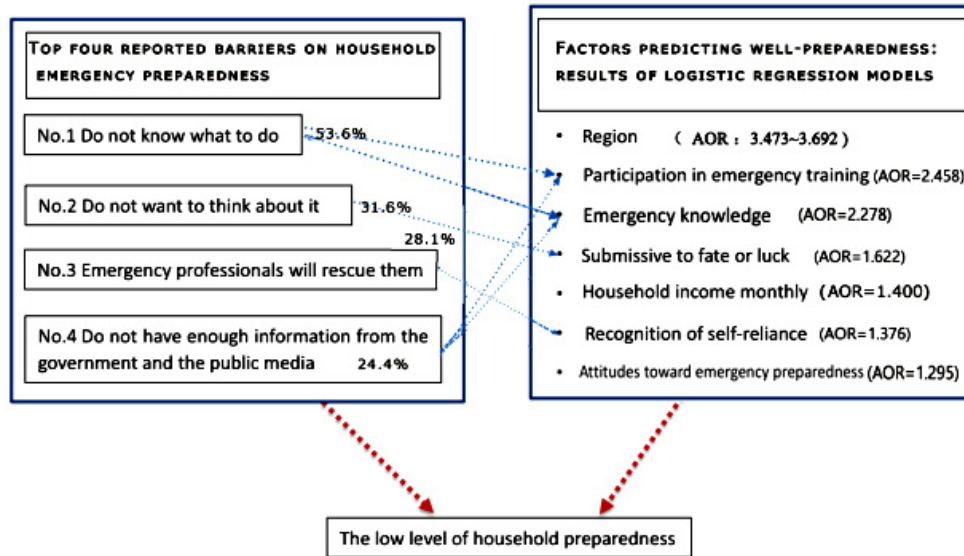 TOP FOUR REPORTED BARRIERS ON HOUSEHOLD
EMERGENCY PREPAREDNESS
No.1 Do not know what to do
53.6%
No.2 Do not want to think about it
31.6%
28.1%
No.3 Emergency professionals will rescue them
No.4 Do not have enough information from the
government and the public media 24.4%
FACTORS PREDICTING WELL-PREPAREDNESS:
RESULTS OF LOGISTIC REGRESSION MODELS
• Region （ AOR： 3.473~3.692）
• Participation in emergency training (AOR=2.458)
• Emergency knowledge (AOR=2.278)
• Submissive to fate or luck (AOR=1.622)
• Household income monthly (AOR=1.400)
• Recognition of self-reliance (AOR=1.376)
• Attitudes toward emergency preparedness (AOR=1.295)
The low level of household preparedness